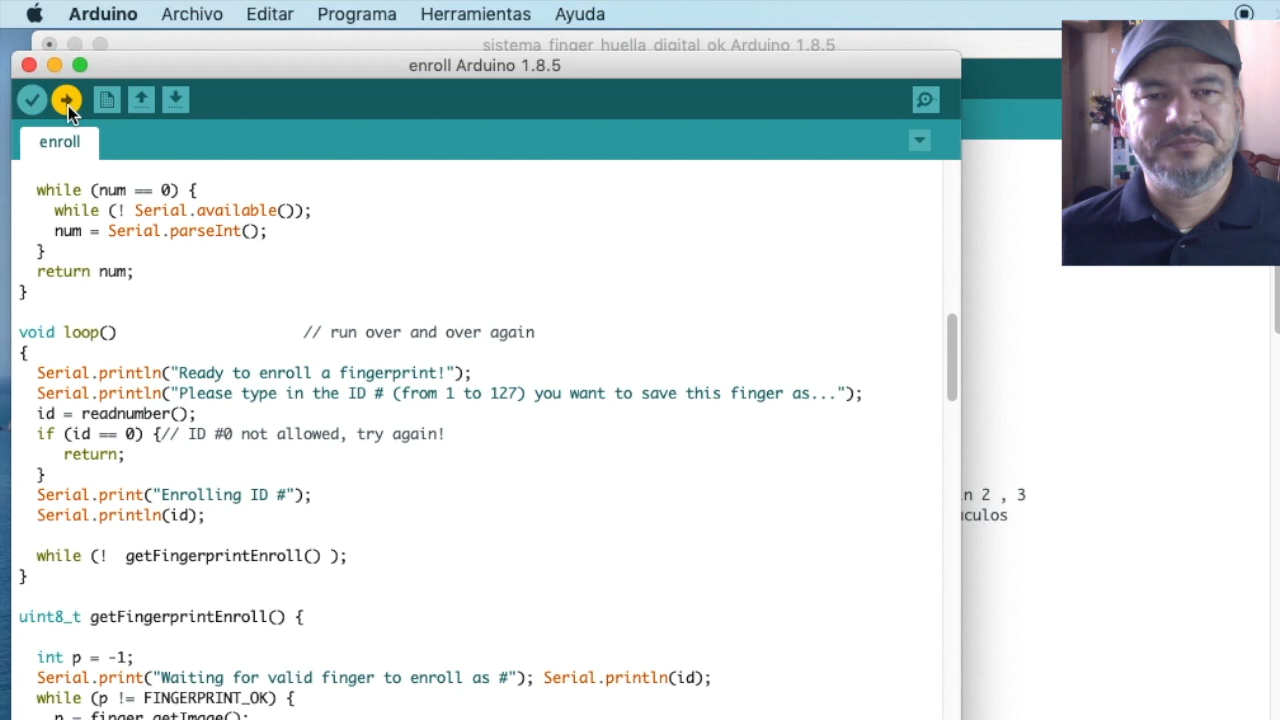 Arduino Archivo Editar Programa Herramientas Ayuda
sistema_finger_huella_digital_ok Arduino 1.8.5
enroll Arduino 1.8.5
enroll
while (num == 0) {
while (! Serial.available());
num = Serial.parseInt();
}
return num;
}
void loop() // run over and over again
{
Serial.println("Ready to enroll a fingerprint!");
Serial.println("Please type in the ID # (from 1 to 127) you want to save this finger as...");
id = readnumber();
if (id == 0) {// ID #0 not allowed, try again!
return;
}
Serial.print("Enrolling ID #");
Serial.println(id);
in 2 , 3
culos
while (! getFingerprintEnroll() );
}
uint8_t getFingerprintEnroll() {
int p = -1;
Serial.print("Waiting for valid finger to enroll as #"); Serial.println(id);
while (p != FINGERPRINT_OK) {
p = finger.getImage();